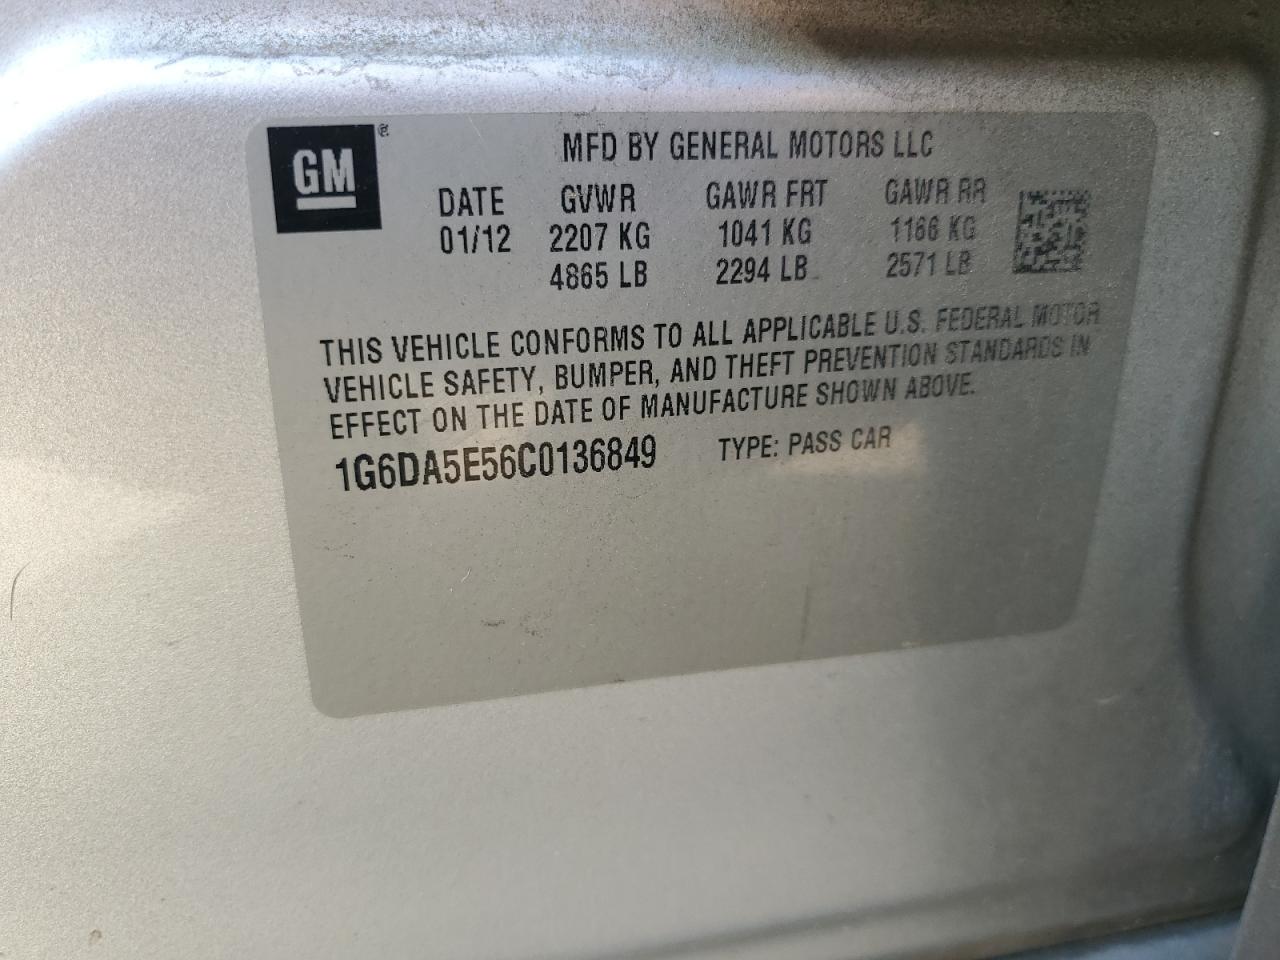 GM ®
MFD BY GENERAL MOTORS LLC
DATE GVWR GAWR FRT GAWR RR
01/12 2207 KG 1041 KG 1166 KG
4865 LB 2294 LB 2571 LB
THIS VEHICLE CONFORMS TO ALL APPLICABLE U.S. FEDERAL MOTOR
VEHICLE SAFETY, BUMPER, AND THEFT PREVENTION STANDARDS IN
EFFECT ON THE DATE OF MANUFACTURE SHOWN ABOVE.
1G6DA5E56C0136849 TYPE: PASS CAR